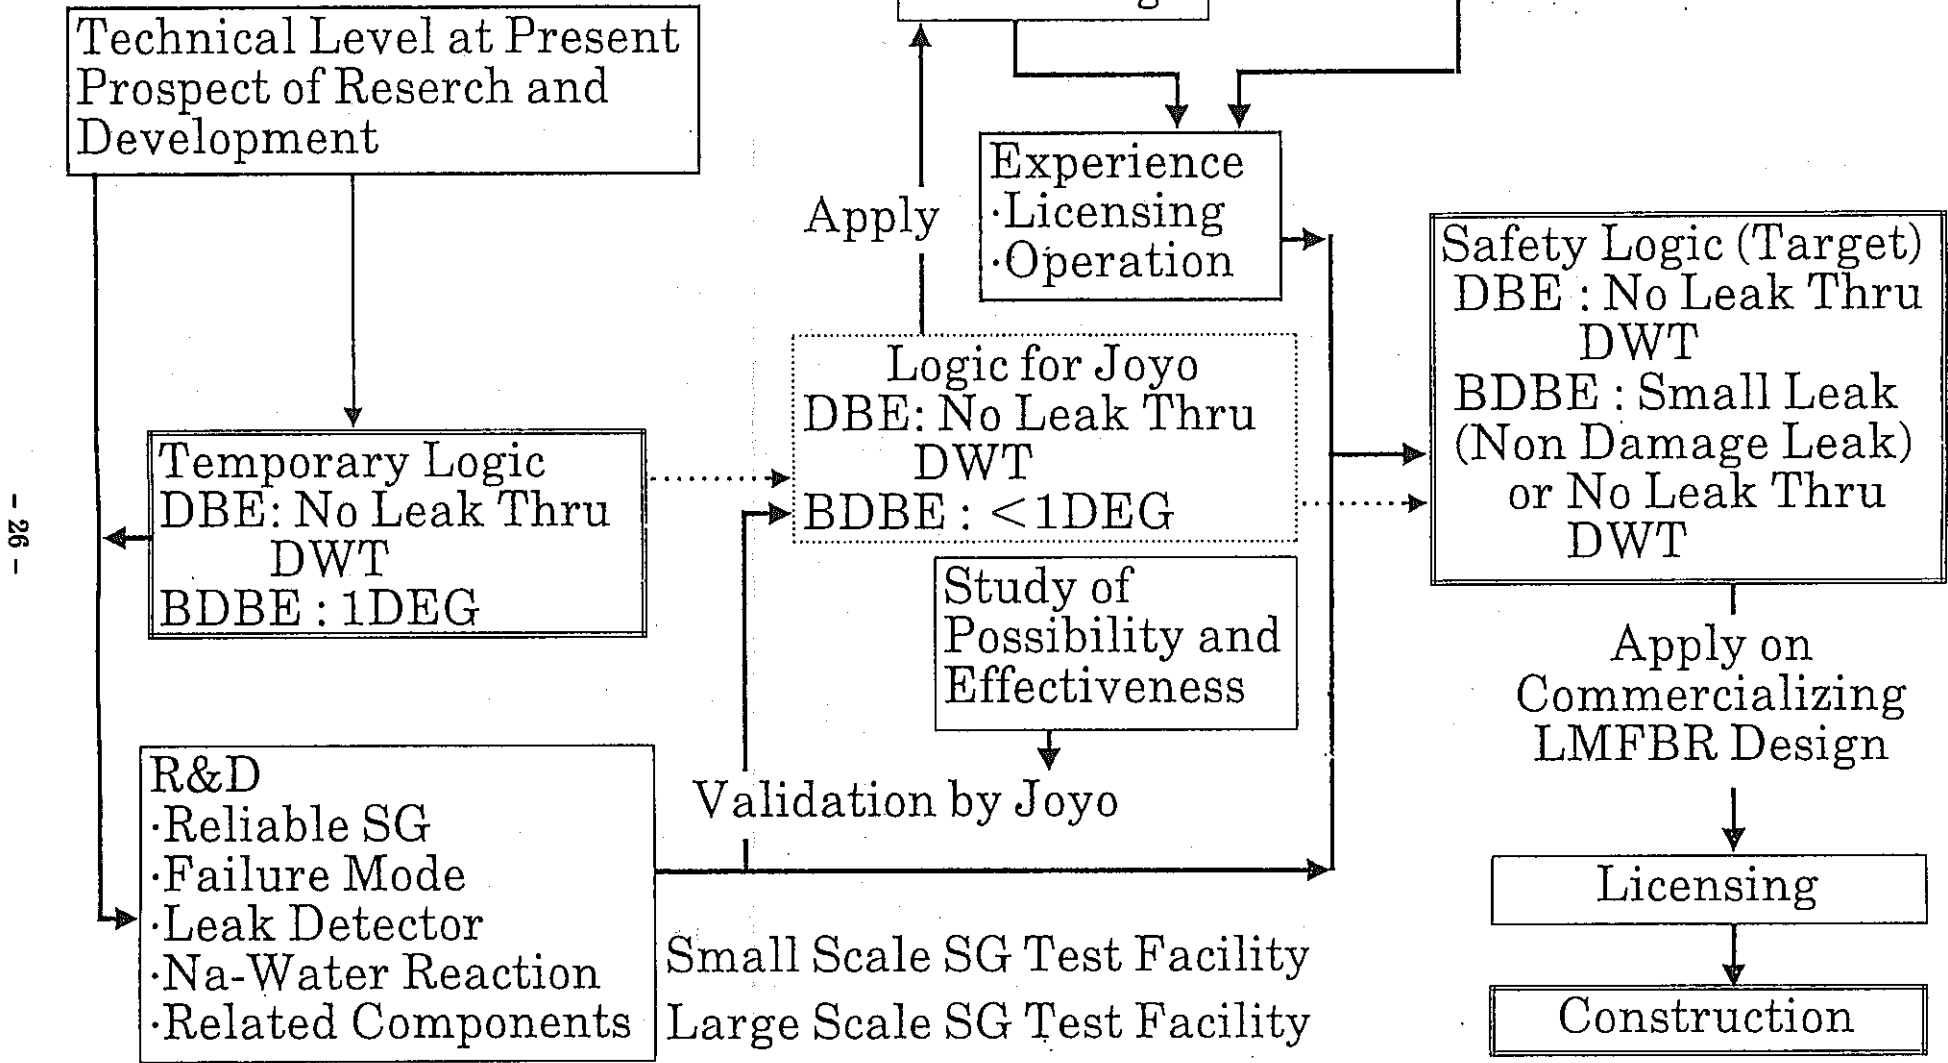 Technical Level at Present
Prospect of Reserch and
Development
Apply
Experience
·Licensing
·Operation
Safety Logic (Target)
DBE : No Leak Thru
DWT
BDBE : Small Leak
(Non Damage Leak)
or No Leak Thru
DWT
Logic for Joyo
DBE: No Leak Thru
DWT
BDBE : <1DEG
Temporary Logic
DBE: No Leak Thru
DWT
BDBE : 1DEG
- 26 -
Study of
Possibility and
Effectiveness
Apply on
Commercializing
LMFBR Design
Validation by Joyo
R&D
·Reliable SG
·Failure Mode
·Leak Detector
·Na-Water Reaction
·Related Components
Small Scale SG Test Facility
Large Scale SG Test Facility
Licensing
Construction